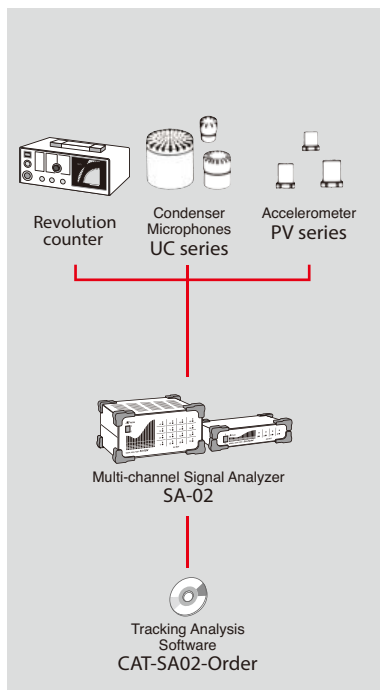 Revolution
counter
Condenser
Microphones
UC series
Accelerometer
PV series
Multi-channel Signal Analyzer
SA-02
Tracking Analysis
Software
CAT-SA02-Order